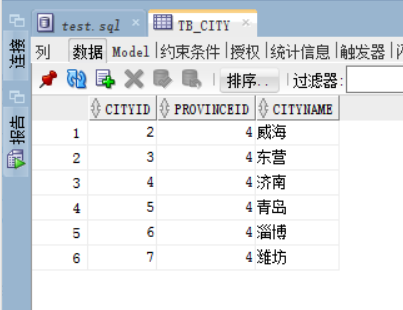 test.sql × TB_CITY ×
连接
报告
列 数据 Model 约束条件 授权 统计信息 触发器
排序.. 过滤器:
CITYID PROVINCEID CITYNAME
1 2 4 威海
2 3 4 东营
3 4 4 济南
4 5 4 青岛
5 6 4 淄博
6 7 4 潍坊